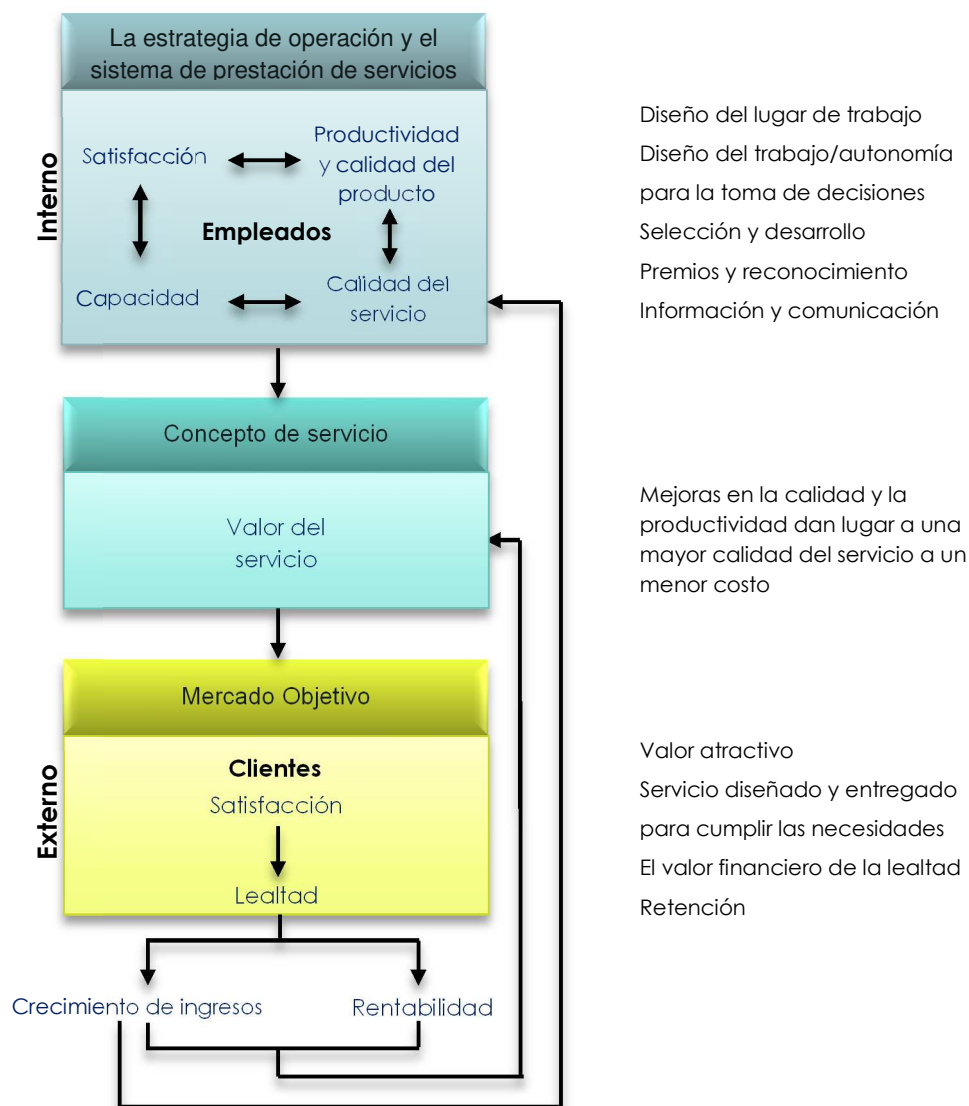 La estrategia de operación y el
sistema de prestación de servicios
Interno
Satisfacción
Productividad
y calidad del
producto
Empleados
Capacidad
Calidad del
servicio
Diseño del lugar de trabajo
Diseño del trabajo/autonomía
para la toma de decisiones
Selección y desarrollo
Premios y reconocimiento
Información y comunicación
Concepto de servicio
Valor del
servicio
Mejoras en la calidad y la
productividad dan lugar a una
mayor calidad del servicio a un
menor costo
Mercado Objetivo
Externo
Clientes
Satisfacción
Lealtad
Valor atractivo
Servicio diseñado y entregado
para cumplir las necesidades
El valor financiero de la lealtad
Retención
Crecimiento de ingresos
Rentabilidad